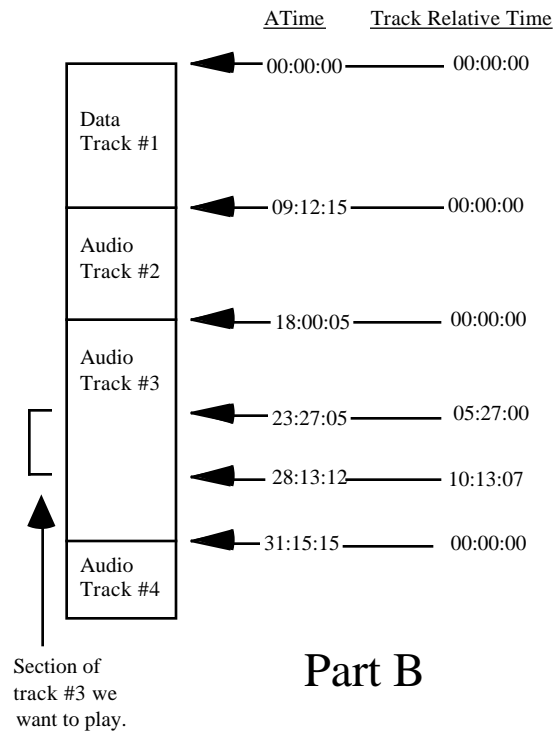 ATime Track Relative Time
00:00:00 00:00:00
Data
Track #1
09:12:15 00:00:00
Audio
Track #2
18:00:05 00:00:00
Audio
Track #3
23:27:05 05:27:00
28:13:12 10:13:07
31:15:15 00:00:00
Audio
Track #4
Section of
track #3 we
want to play.
Part B